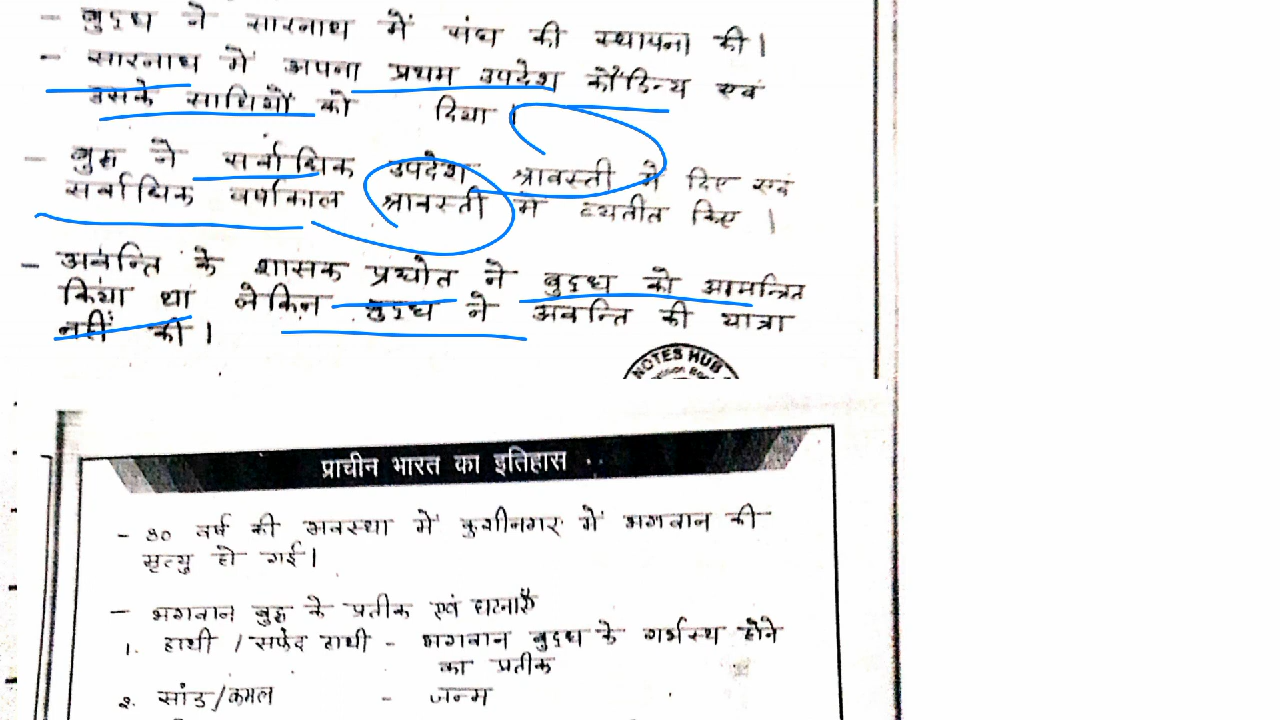 - बुद्ध ने सारनाथ में संघ की स्थापना की।
- सारनाथ में अपना प्रथम उपदेश कौडिन्य एवं
उसके साथियों को दिया।
- बुद्ध ने सर्वाधिक उपदेश श्रावस्ती में दिए एवं
सर्वाधिक वर्षाकाल श्रावस्ती में व्यतीत किए।
- अवन्ति के शासक प्रद्योत ने बुद्ध को आमन्त्रित
किया था लेकिन बुद्ध ने अवन्ति की यात्रा
नहीं की।
NOTES HUB
प्राचीन भारत का इतिहास
- 80 वर्ष की अवस्था में कुशीनगर में भगवान की
मृत्यु हो गई।
- भगवान बुद्ध के प्रतीक एवं घटनाएँ
1. हाथी / सफेद हाथी - भगवान बुद्ध के गर्भस्थ होने
का प्रतीक
2. सांड/कमल - जन्म